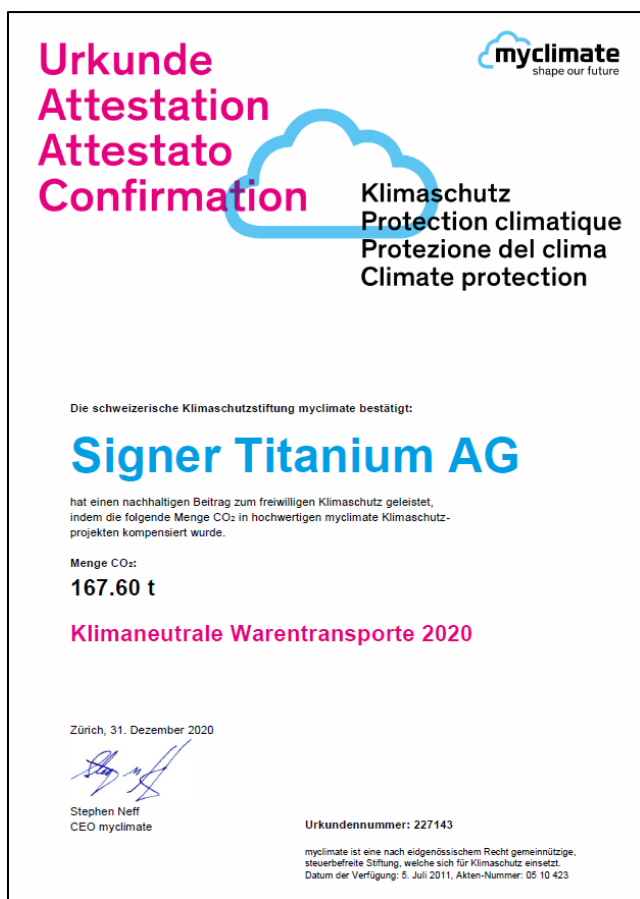 Urkunde
Attestation
Attestato
Confirmation
myclimate
shape our future
Klimaschutz
Protection climatique
Protezione del clima
Climate protection
Die schweizerische Klimaschutzstiftung myclimate bestätigt:
Signer Titanium AG
hat einen nachhaltigen Beitrag zum freiwilligen Klimaschutz geleistet,
indem die folgende Menge CO₂ in hochwertigen myclimate Klimaschutz-
projekten kompensiert wurde.
Menge CO₂:
167.60 t
Klimaneutrale Warentransporte 2020
Zürich, 31. Dezember 2020
Stephen Neff
CEO myclimate
Urkundennummer: 227143
myclimate ist eine nach eidgenössischem Recht gemeinnützige,
steuerbefreite Stiftung, welche sich für Klimaschutz einsetzt.
Datum der Verfügung: 5. Juli 2011, Akten-Nummer: 05 10 423